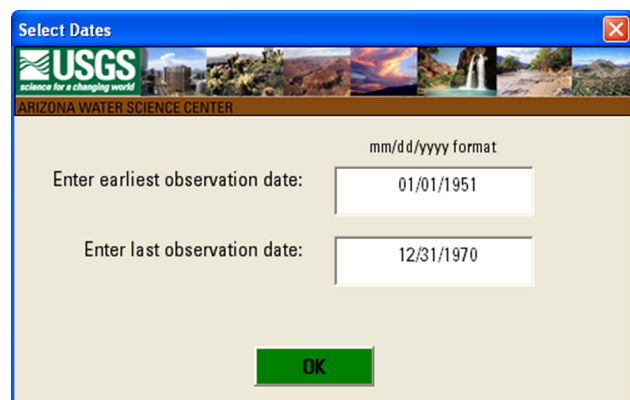 Select Dates
USGS
science for a changing world
ARIZONA WATER SCIENCE CENTER
mm/dd/yyyy format
Enter earliest observation date: 01/01/1951
Enter last observation date: 12/31/1970
OK